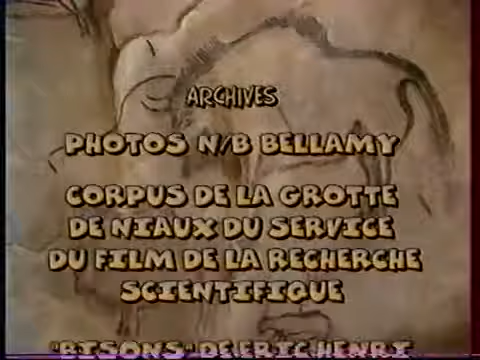 ARCHIVES
PHOTOS N/B BELLAMY
CORPUS DE LA GROTTE
DE NIAUX DU SERVICE
DU FILM DE LA RECHERCHE
SCIENTIFIQUE
"BISONS" DE ERIC HENRI